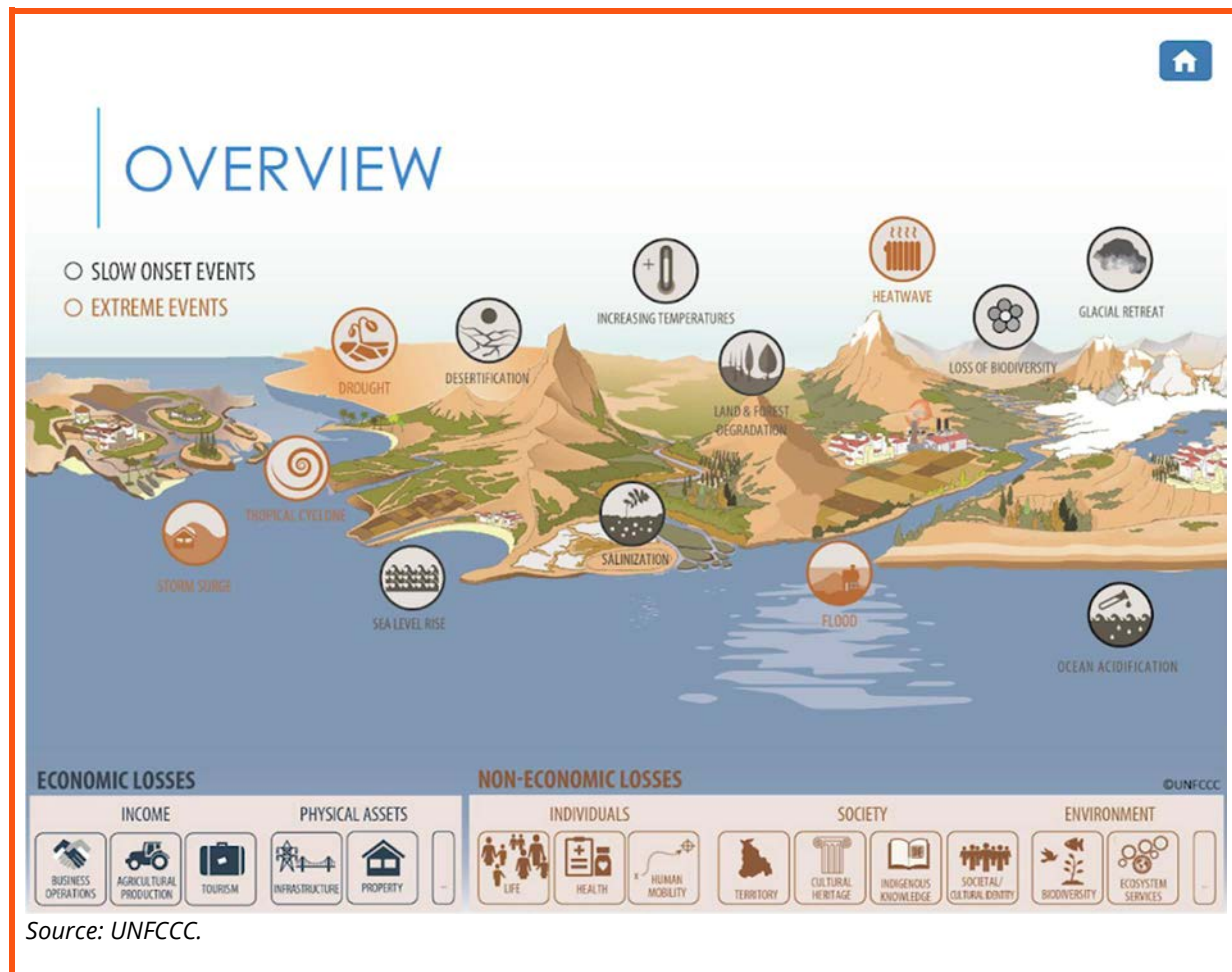 OVERVIEW
SLOW ONSET EVENTS
EXTREME EVENTS
INCREASING TEMPERATURES
HEATWAVE
GLACIAL RETREAT
DROUGHT
DESERTIFICATION
LOSS OF BIODIVERSITY
LAND & FOREST
DEGRADATION
TROPICAL CYCLONE
STORM SURGE
SALINIZATION
SEA LEVEL RISE
FLOOD
OCEAN ACIDIFICATION
ECONOMIC LOSSES
NON-ECONOMIC LOSSES
©UNFCCC
INCOME
PHYSICAL ASSETS
INDIVIDUALS
SOCIETY
ENVIRONMENT
BUSINESS
OPERATIONS
AGRICULTURAL
PRODUCTION
TOURISM
INFRASTRUCTURE
PROPERTY
...
LIFE
HEALTH
HUMAN
MOBILITY
TERRITORY
CULTURAL
HERITAGE
INDIGENOUS
KNOWLEDGE
SOCIETAL/
CULTURAL IDENTITY
BIODIVERSITY
ECOSYSTEM
SERVICES
...
Source: UNFCCC.